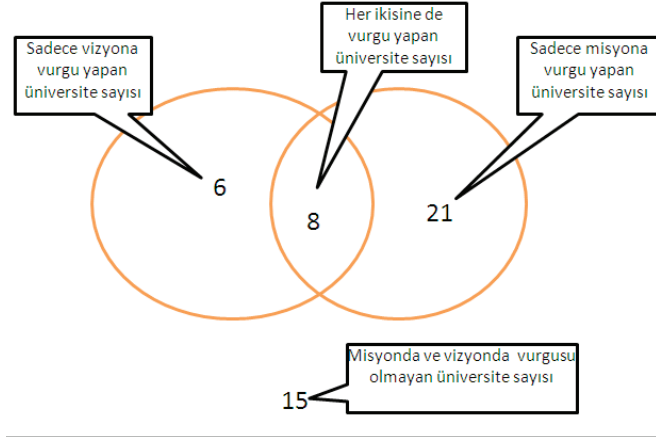 Sadece vizyona
vurgu yapan
üniversite sayısı
Her ikisine de
vurgu yapan
üniversite sayısı
Sadece misyona
vurgu yapan
üniversite sayısı
6
8
21
Misyonda ve vizyonda vurgusu
olmayan üniversite sayısı
15